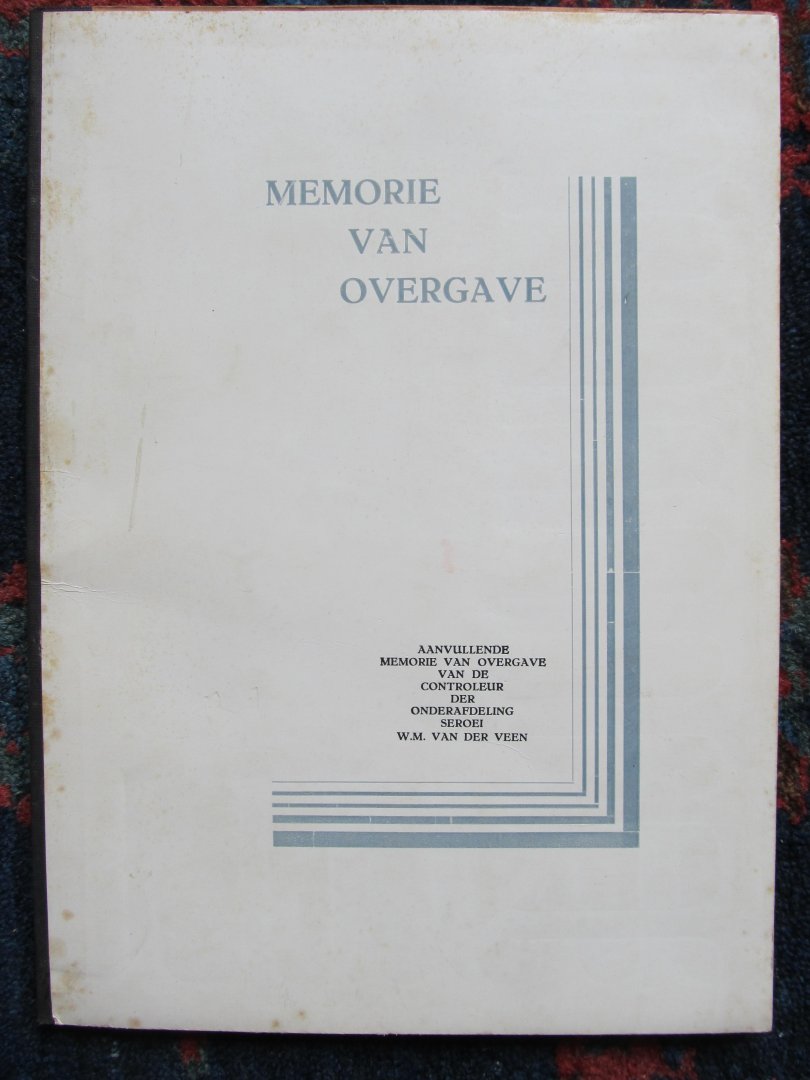 MEMORIE
VAN
OVERGAVE
AANVULLENDE
MEMORIE VAN OVERGAVE
VAN DE
CONTROLEUR
DER
ONDERAFDELING
SEROEI
W.M. VAN DER VEEN